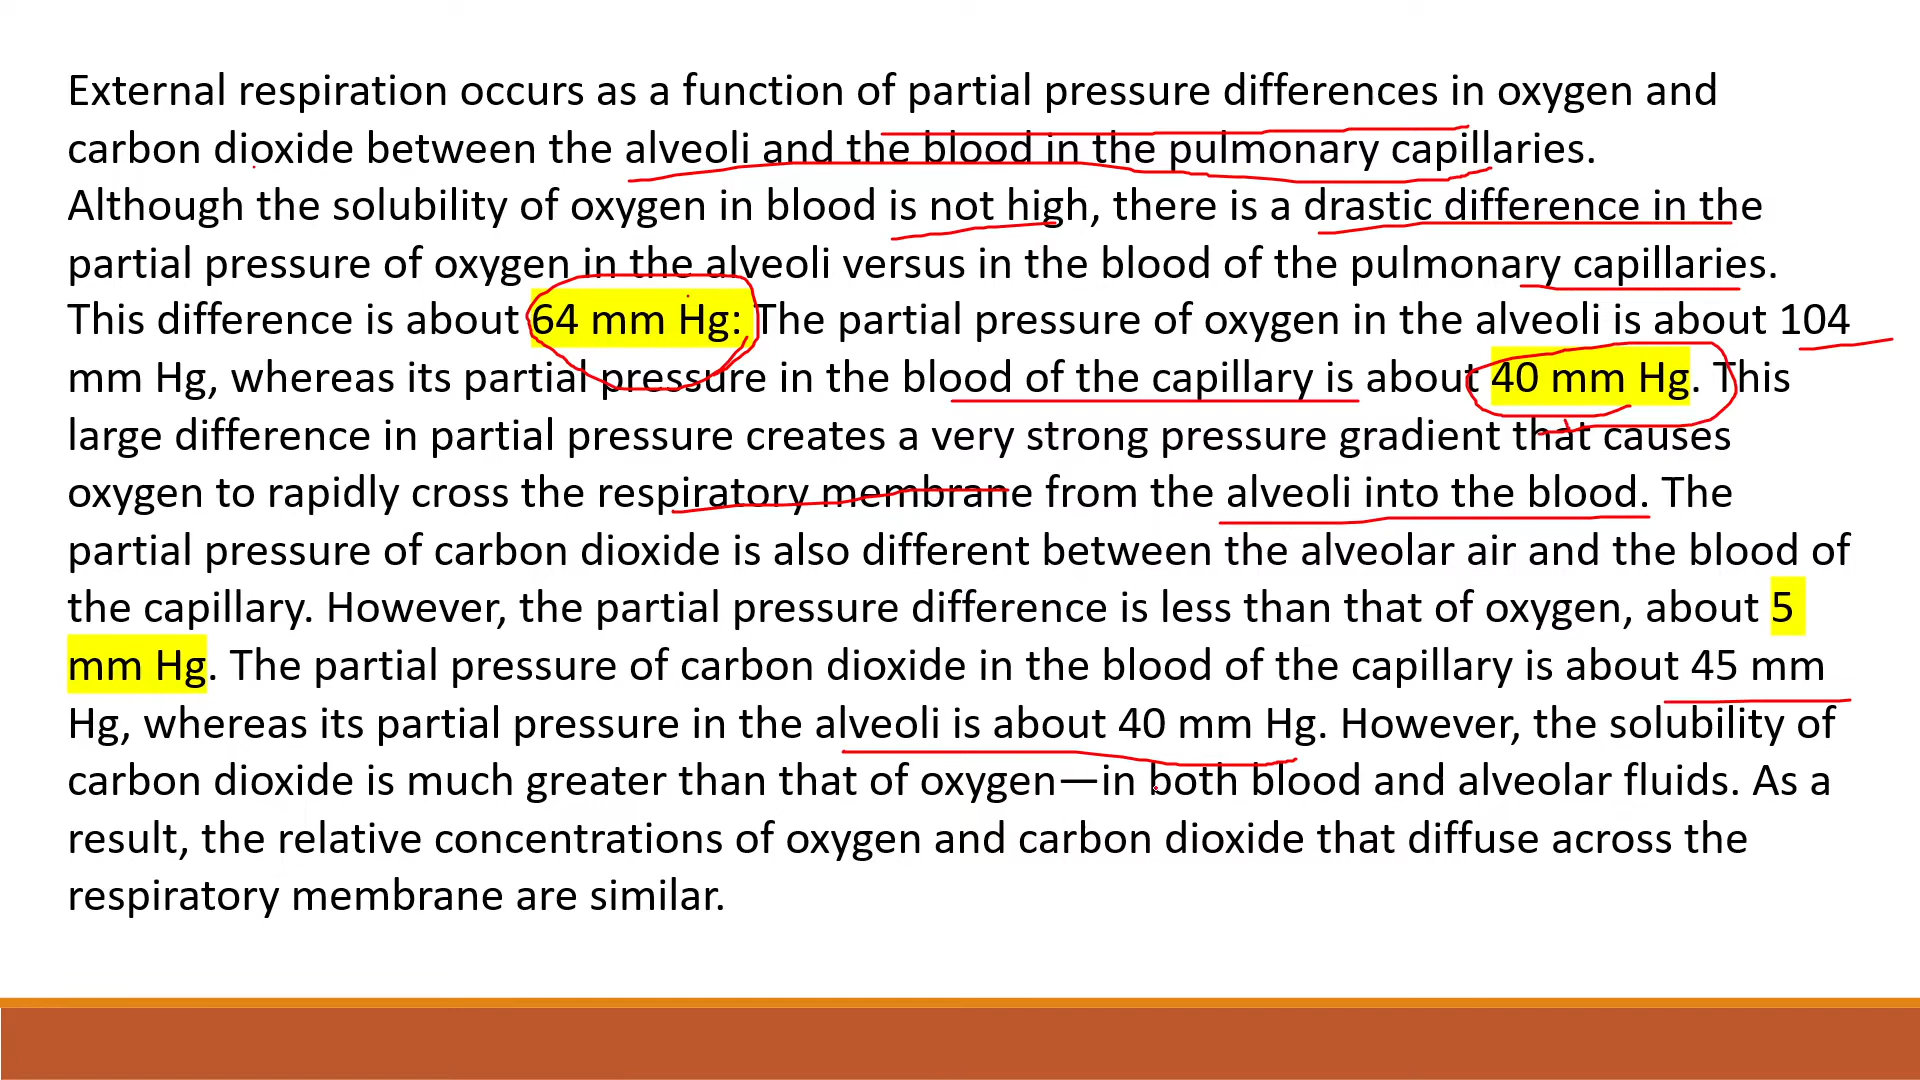 External respiration occurs as a function of partial pressure differences in oxygen and
carbon dioxide between the alveoli and the blood in the pulmonary capillaries.
Although the solubility of oxygen in blood is not high, there is a drastic difference in the
partial pressure of oxygen in the alveoli versus in the blood of the pulmonary capillaries.
This difference is about 64 mm Hg: The partial pressure of oxygen in the alveoli is about 104
mm Hg, whereas its partial pressure in the blood of the capillary is about 40 mm Hg. This
large difference in partial pressure creates a very strong pressure gradient that causes
oxygen to rapidly cross the respiratory membrane from the alveoli into the blood. The
partial pressure of carbon dioxide is also different between the alveolar air and the blood of
the capillary. However, the partial pressure difference is less than that of oxygen, about 5
mm Hg. The partial pressure of carbon dioxide in the blood of the capillary is about 45 mm
Hg, whereas its partial pressure in the alveoli is about 40 mm Hg. However, the solubility of
carbon dioxide is much greater than that of oxygen—in both blood and alveolar fluids. As a
result, the relative concentrations of oxygen and carbon dioxide that diffuse across the
respiratory membrane are similar.